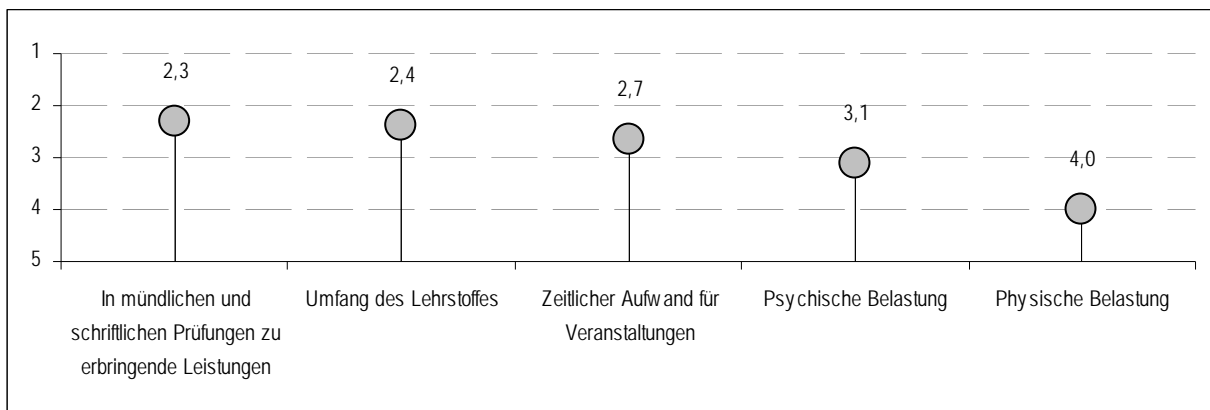 1
2
3
4
5
2,3
2,4
2,7
3,1
4,0
In mündlichen und
schriftlichen Prüfungen zu
erbringende Leistungen
Umfang des Lehrstoffes
Zeitlicher Aufwand für
Veranstaltungen
Psychische Belastung
Physische Belastung